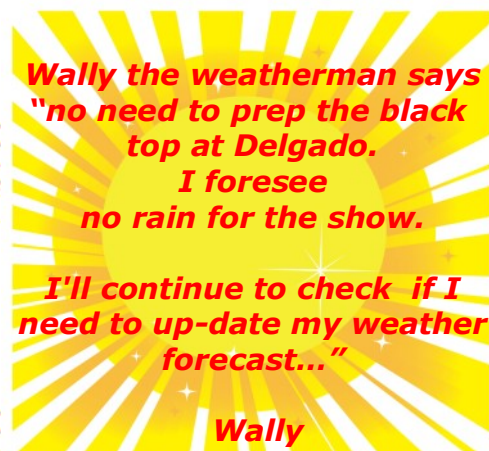 Wally the weatherman says
“no need to prep the black
top at Delgado.
I foresee
no rain for the show.
I'll continue to check if I
need to up-date my weather
forecast…”
Wally